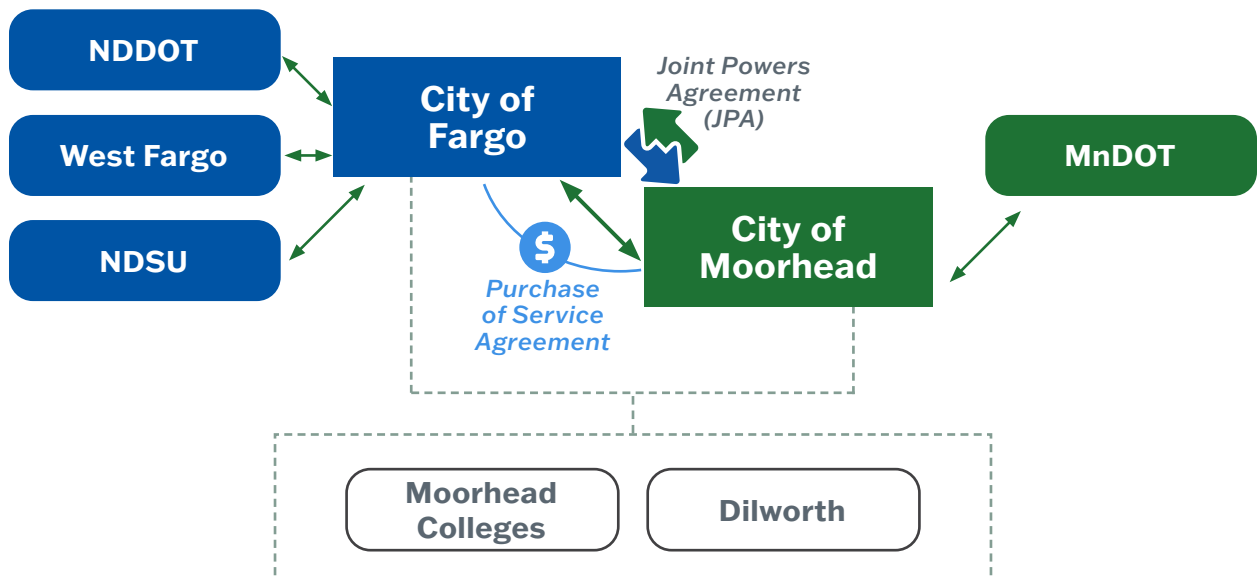 NDDOT
West Fargo
NDSU
City of
Fargo
Joint Powers
Agreement
(JPA)
MnDOT
City of
Moorhead
$
Purchase
of Service
Agreement
Moorhead
Colleges
Dilworth